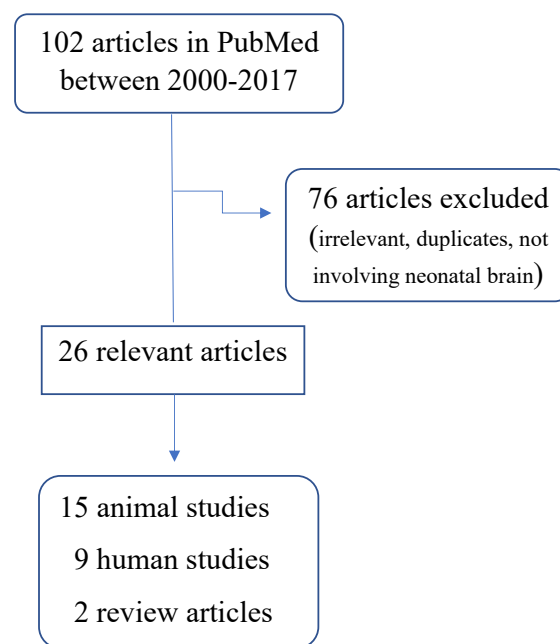 102 articles in PubMed
between 2000-2017
76 articles excluded
(irrelevant, duplicates, not
involving neonatal brain)
26 relevant articles
15 animal studies
9 human studies
2 review articles